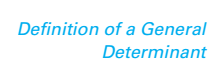 Definition of a General
Determinant